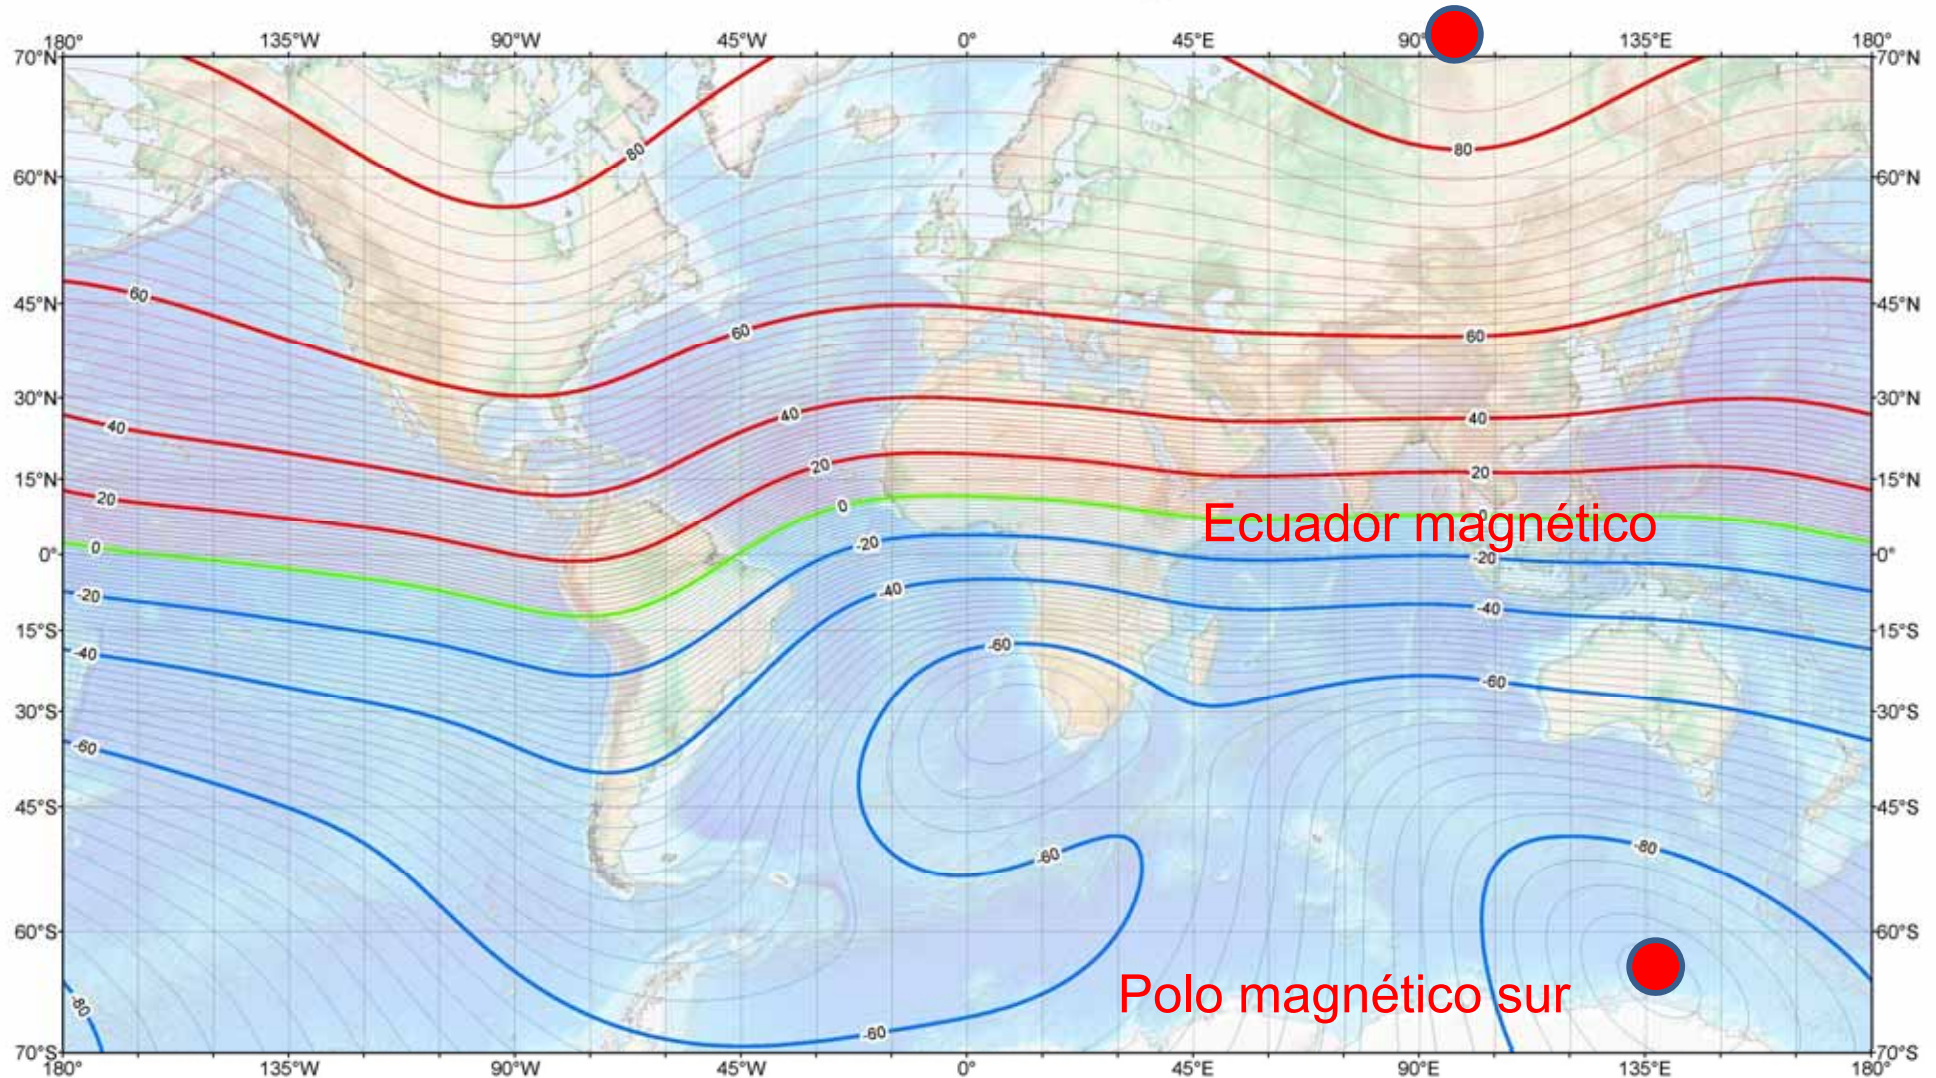 180° 135°W 90°W 45°W 0° 45°E 90° 135°E 180°
70°N 70°N
80 80
60°N 60°N
60
45°N 45°N
60 60
30°N 30°N
40 40 40
20 20
15°N 15°N
20
0 Ecuador magnético 0
0 -20
0° -20 0°
-20 -40 -40
15°S 15°S
-40 -60 -60
30°S 30°S
-60
45°S 45°S
-60 -80
60°S 60°S
Polo magnético sur
-80 -60
70°S 70°S
180° 135°W 90°W 45°W 0° 45°E 90°E 135°E 180°